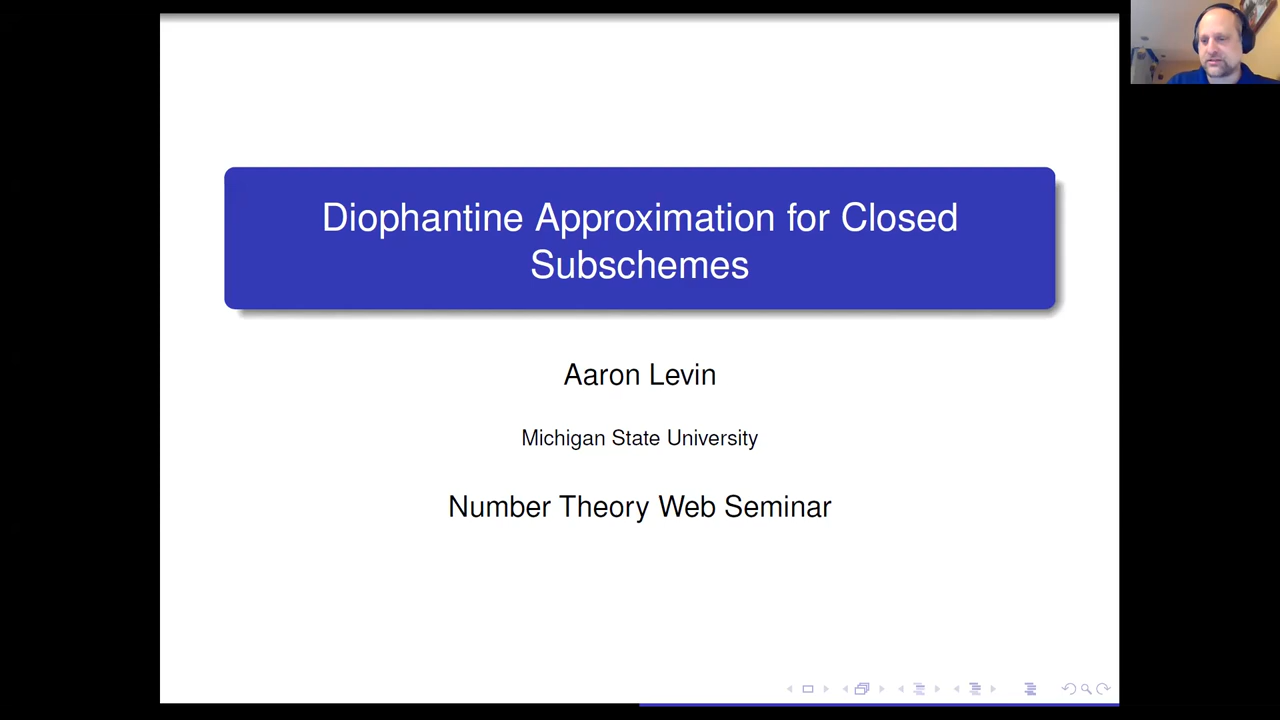 Diophantine Approximation for Closed
Subschemes
Aaron Levin
Michigan State University
Number Theory Web Seminar